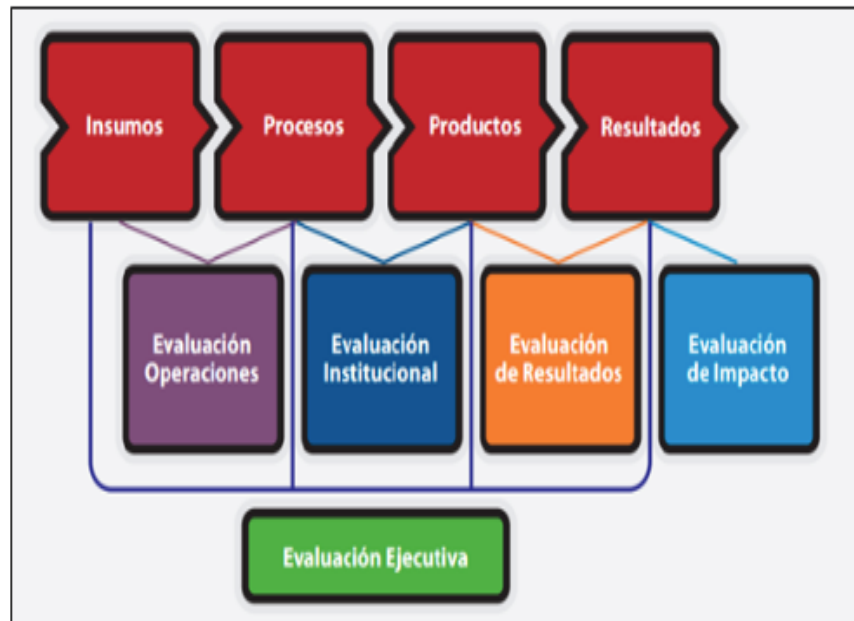 Insumos
Procesos
Productos
Resultados
Evaluación
Operaciones
Evaluación
Institucional
Evaluación
de Resultados
Evaluación
de Impacto
Evaluación Ejecutiva